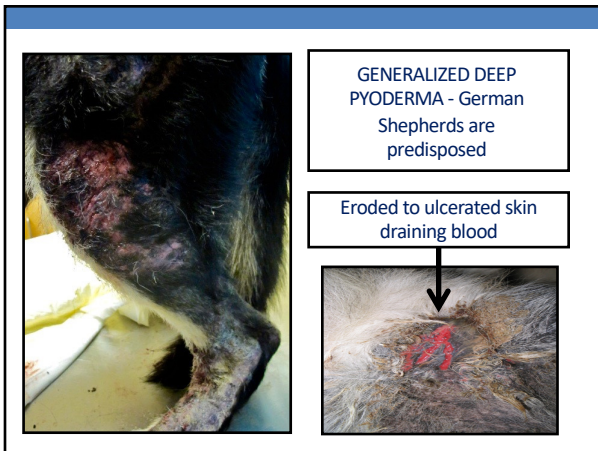 GENERALIZED DEEP
PYODERMA - German
Shepherds are
predisposed
Eroded to ulcerated skin
draining blood